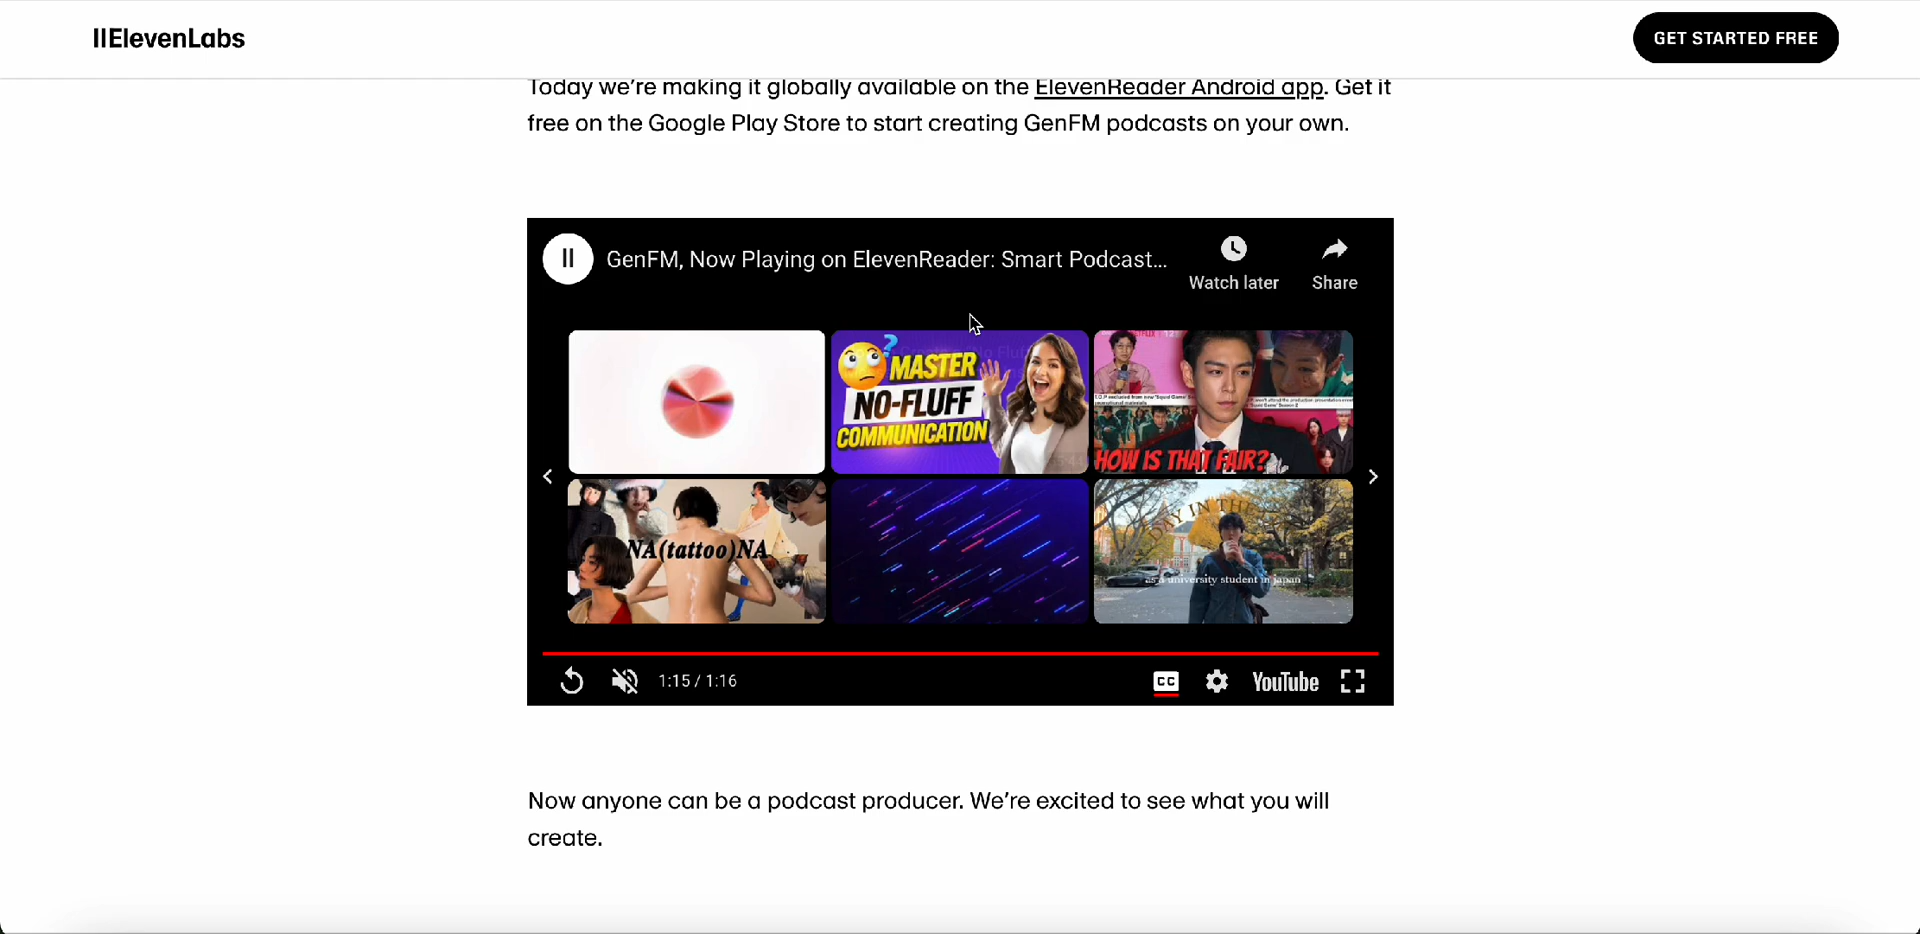 IIElevenLabs
GET STARTED FREE
Today we're making it globally available on the ElevenReader Android app. Get it
free on the Google Play Store to start creating GenFM podcasts on your own.
GenFM, Now Playing on ElevenReader: Smart Podcast...
Watch later
Share
MASTER
NO-FLUFF
COMMUNICATION
HOW IS THAT FAIR?
NA(tattoo)NA
DAY IN THE
as a university student in japan
1:15 / 1:16
CC
YouTube
Now anyone can be a podcast producer. We're excited to see what you will
create.